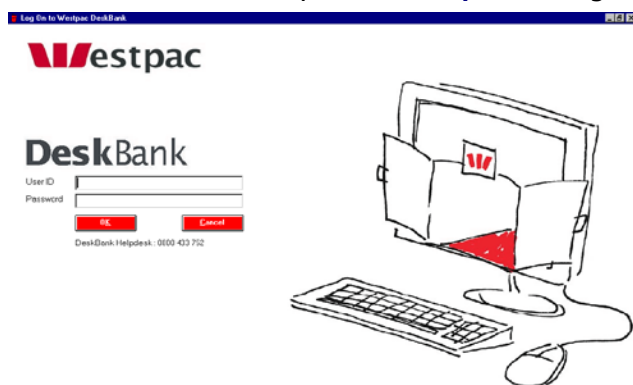 Log On to Westpac DeskBank
Westpac
DeskBank
User ID
Password
OK
Cancel
DeskBank Helpdesk : 0800 433 752